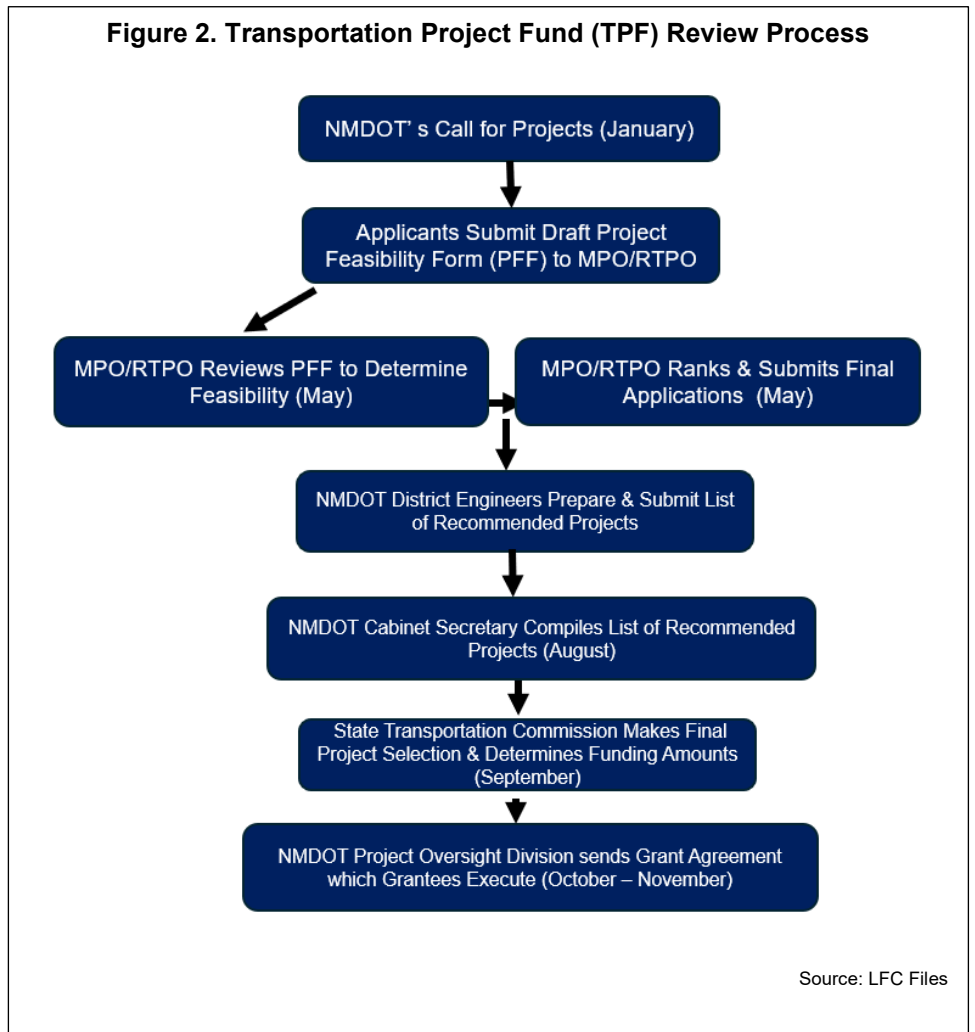 Figure 2. Transportation Project Fund (TPF) Review Process
NMDOT' s Call for Projects (January)
Applicants Submit Draft Project
Feasibility Form (PFF) to MPO/RTPO
MPO/RTPO Reviews PFF to Determine
Feasibility (May)
MPO/RTPO Ranks & Submits Final
Applications (May)
NMDOT District Engineers Prepare & Submit List
of Recommended Projects
NMDOT Cabinet Secretary Compiles List of Recommended
Projects (August)
State Transportation Commission Makes Final
Project Selection & Determines Funding Amounts
(September)
NMDOT Project Oversight Division sends Grant Agreement
which Grantees Execute (October – November)
Source: LFC Files